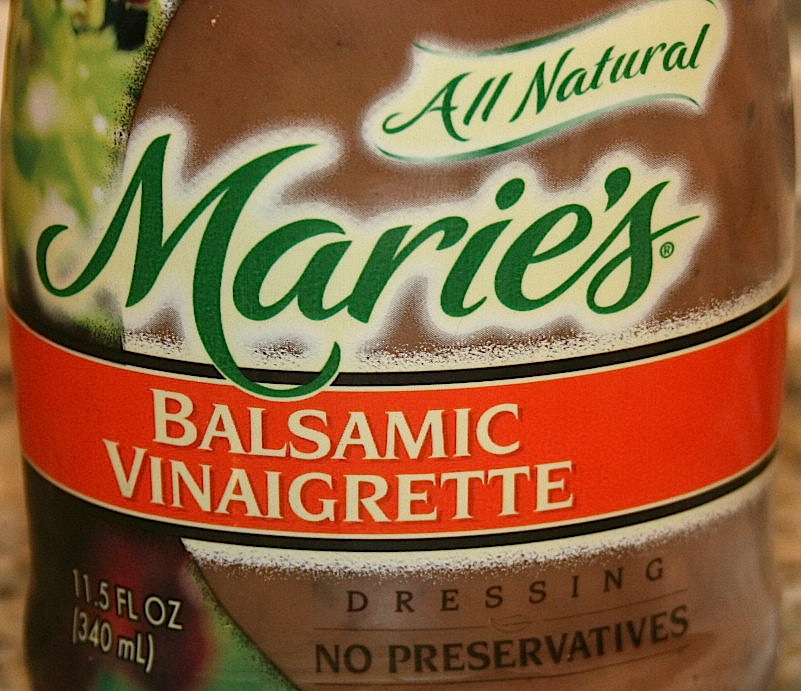 All Natural
Marie's®
BALSAMIC
VINAIGRETTE
DRESSING
NO PRESERVATIVES
11.5 FL OZ
(340 mL)